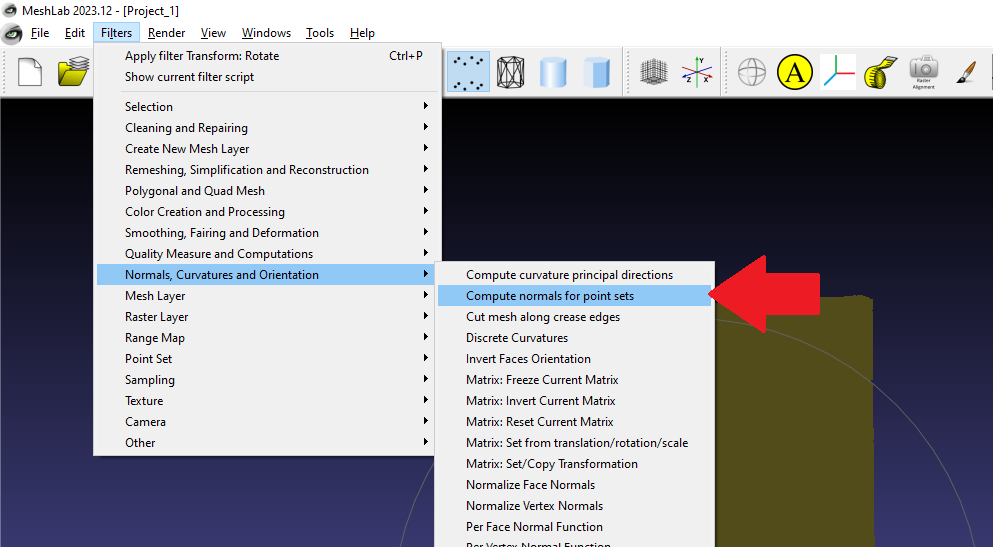 MeshLab 2023.12 - [Project_1]
File Edit Filters Render View Windows Tools Help
Apply filter Transform: Rotate Ctrl+P
Show current filter script
A
Y
Z X
Raster
Alignment
Selection
Cleaning and Repairing
Create New Mesh Layer
Remeshing, Simplification and Reconstruction
Polygonal and Quad Mesh
Color Creation and Processing
Smoothing, Fairing and Deformation
Quality Measure and Computations
Normals, Curvatures and Orientation
Mesh Layer
Raster Layer
Range Map
Point Set
Sampling
Texture
Camera
Other
Compute curvature principal directions
Compute normals for point sets
Cut mesh along crease edges
Discrete Curvatures
Invert Faces Orientation
Matrix: Freeze Current Matrix
Matrix: Invert Current Matrix
Matrix: Reset Current Matrix
Matrix: Set from translation/rotation/scale
Matrix: Set/Copy Transformation
Normalize Face Normals
Normalize Vertex Normals
Per Face Normal Function
Per Vertex Normal Function